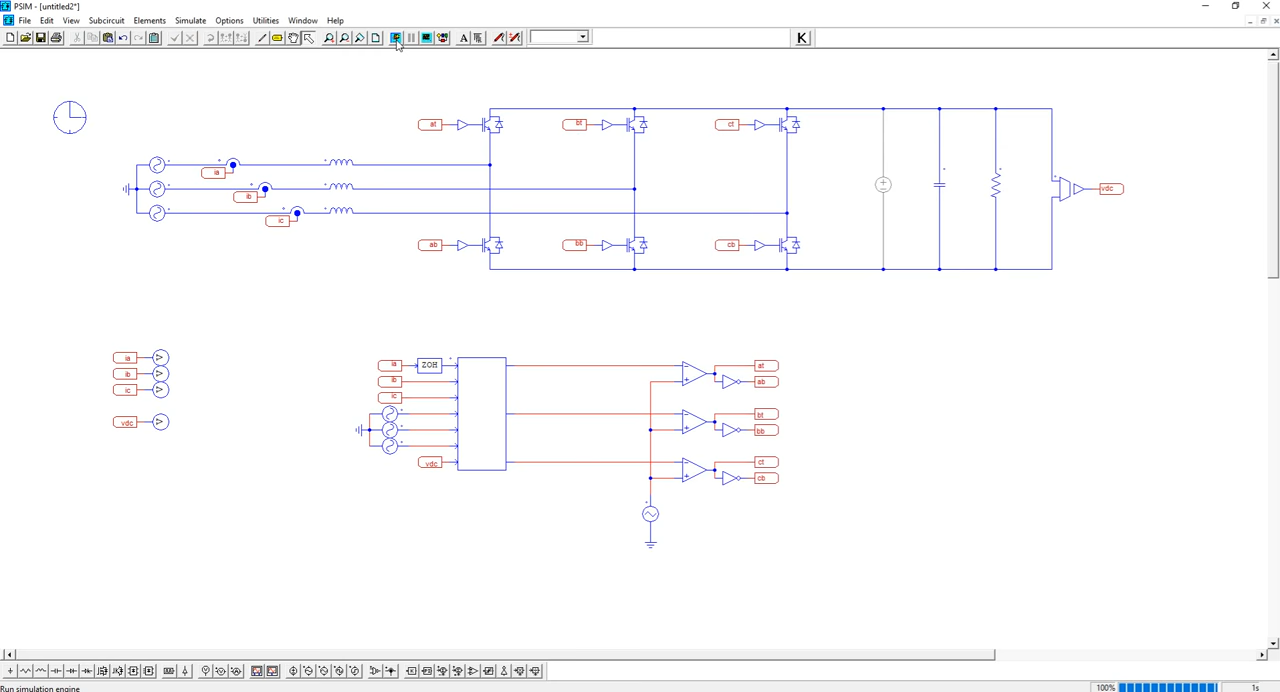 PSIM - [untitled2*]
File Edit View Subcircuit Elements Simulate Options Utilities Window Help
A K
at bt ct
ia
ib
ic
vdc
ab bb cb
ia
ib
ic
vdc
ia ZOH
ib
ic
vdc
at
ab
bt
bb
ct
cb
Run simulation engine 100% 1s